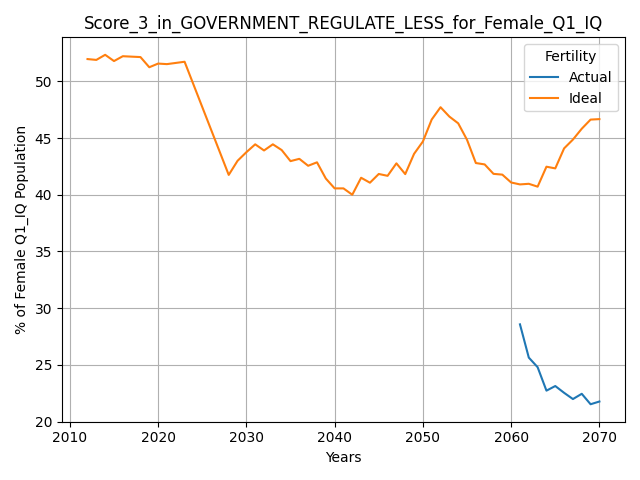 Score_3_in_GOVERNMENT_REGULATE_LESS_for_Female_Q1_IQ
Fertility
Actual
Ideal
% of Female Q1_IQ Population
50
45
40
35
30
25
20
2010 2020 2030 2040 2050 2060 2070
Years